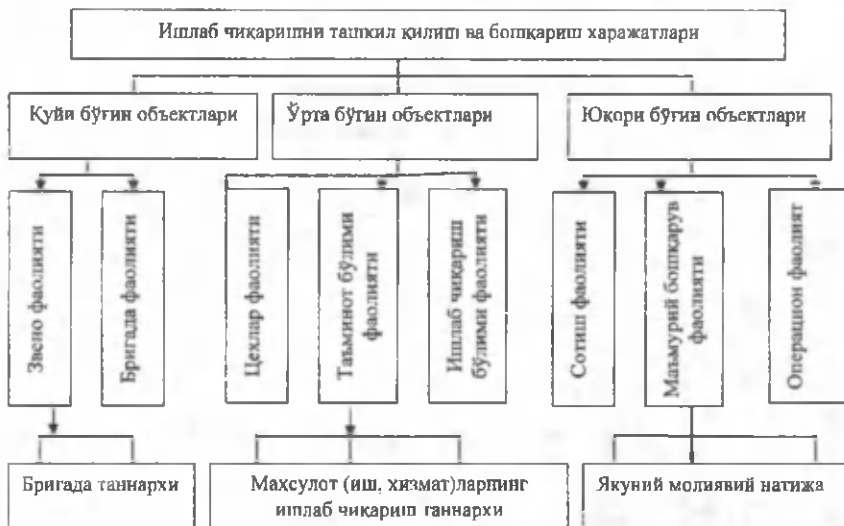 Ишлаб чиқаришни ташкил қилиш ва бошқариш харажатлари
Қуйи бўғин объектлари
Ўрта бўғин объектлари
Юқори бўғин объектлари
Звено фаолияти
Бригада фаолияти
Цехлар фаолияти
Таъминот бўлими
фаолияти
Ишлаб чиқариш
бўлими фаолияти
Сотиш фаолияти
Маъмурий бошқарув
фаолияти
Операцион фаолият
Бригада таннархи
Маҳсулот (иш, хизмат)ларнинг
ишлаб чиқариш таннархи
Якуний молиявий натижа